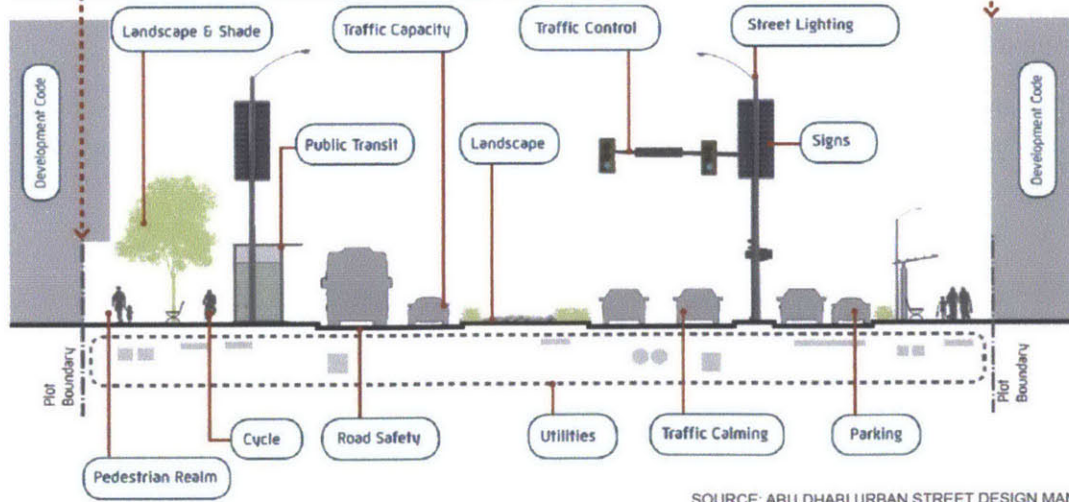 Landscape & Shade
Traffic Capacity
Traffic Control
Street Lighting
Development Code
Public Transit
Landscape
Signs
Development Code
Plot
Boundary
Plot
Boundary
Cycle
Road Safety
Utilities
Traffic Calming
Parking
Pedestrian Realm
SOURCE: ABU DHABI URBAN STREET DESIGN MAN